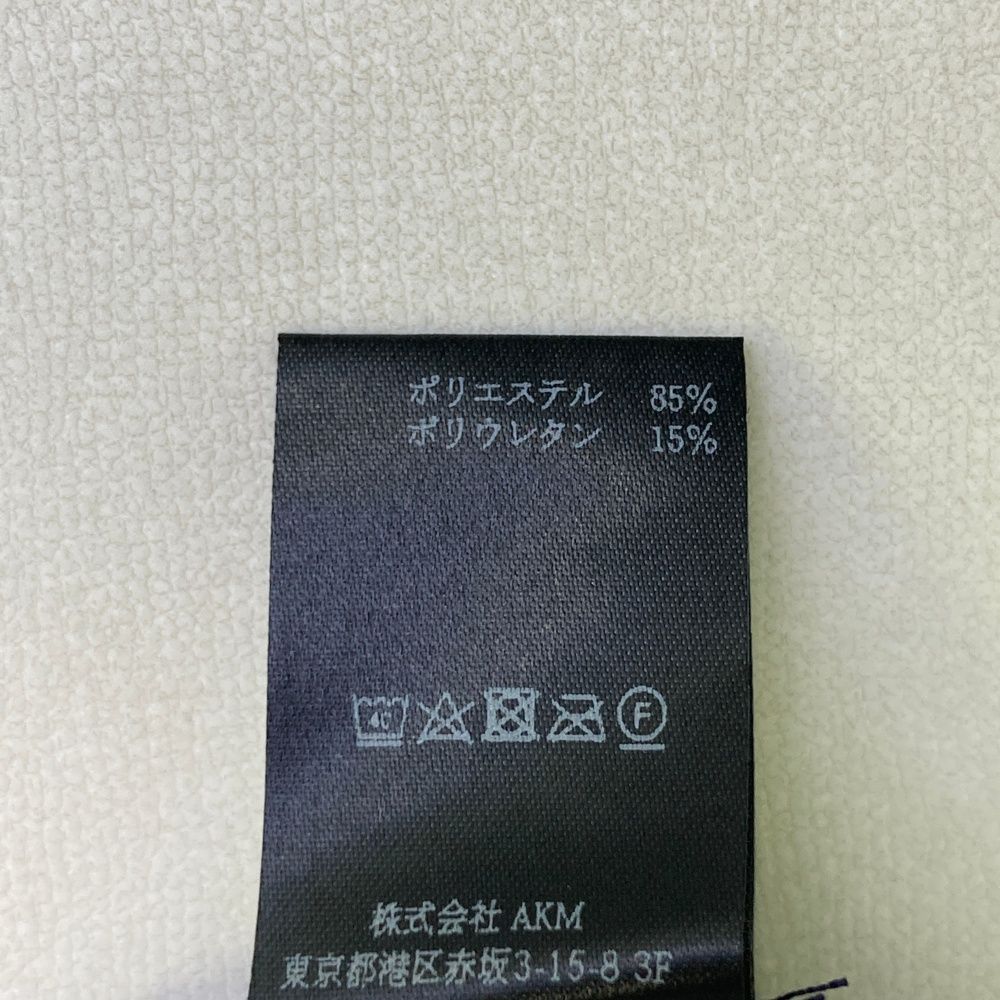 ポリエステル 85%
ポリウレタン 15%
40 F
株式会社 AKM
東京都港区赤坂3-15-8 3F